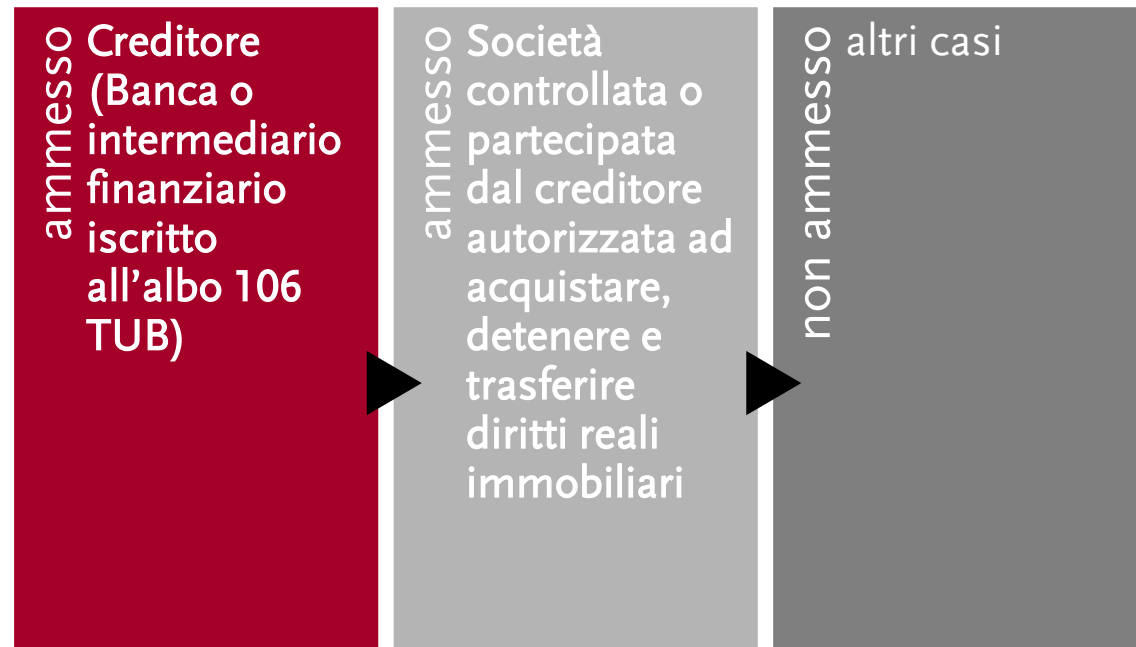 ammesso
Creditore
(Banca o
intermediario
finanziario
iscritto
all’albo 106
TUB)
ammesso
Società
controllata o
partecipata
dal creditore
autorizzata ad
acquistare,
detenere e
trasferire
diritti reali
immobiliari
non ammesso
altri casi